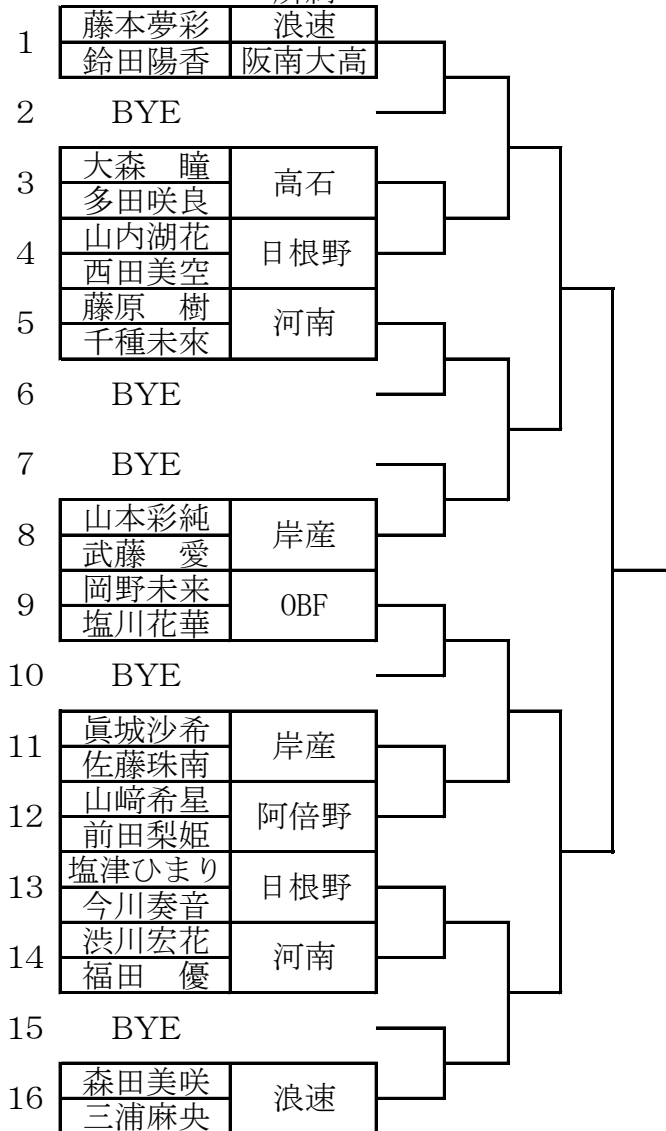 1 藤本夢彩 浪速
鈴田陽香 阪南大高
2 BYE
3 大森 瞳 高石
多田咲良
4 山内湖花 日根野
西田美空
5 藤原 樹 河南
千種未來
6 BYE
7 BYE
8 山本彩純 岸産
武藤 愛
9 岡野未来 OBF
塩川花華
10 BYE
11 眞城沙希 岸産
佐藤珠南
12 山﨑希星 阿倍野
前田梨姫
13 塩津ひまり 日根野
今川奏音
14 渋川宏花 河南
福田 優
15 BYE
16 森田美咲 浪速
三浦麻央